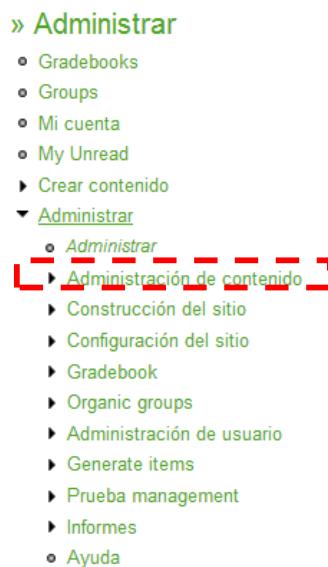 » Administrar
Gradebooks
Groups
Mi cuenta
My Unread
Crear contenido
Administrar
Administrar
Administración de contenido
Construcción del sitio
Configuración del sitio
Gradebook
Organic groups
Administración de usuario
Generate items
Prueba management
Informes
Ayuda